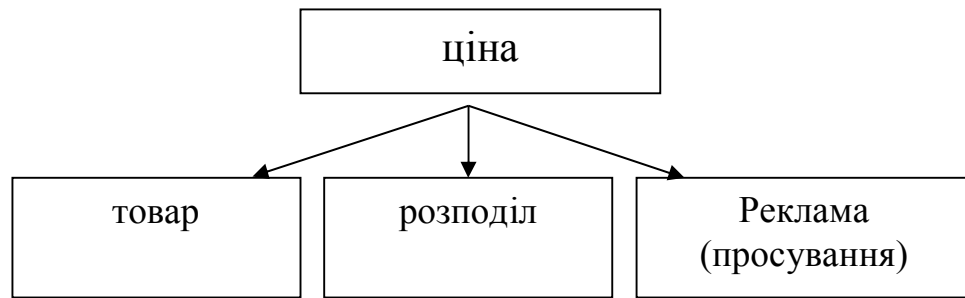 ціна
товар
розподіл
Реклама
(просування)